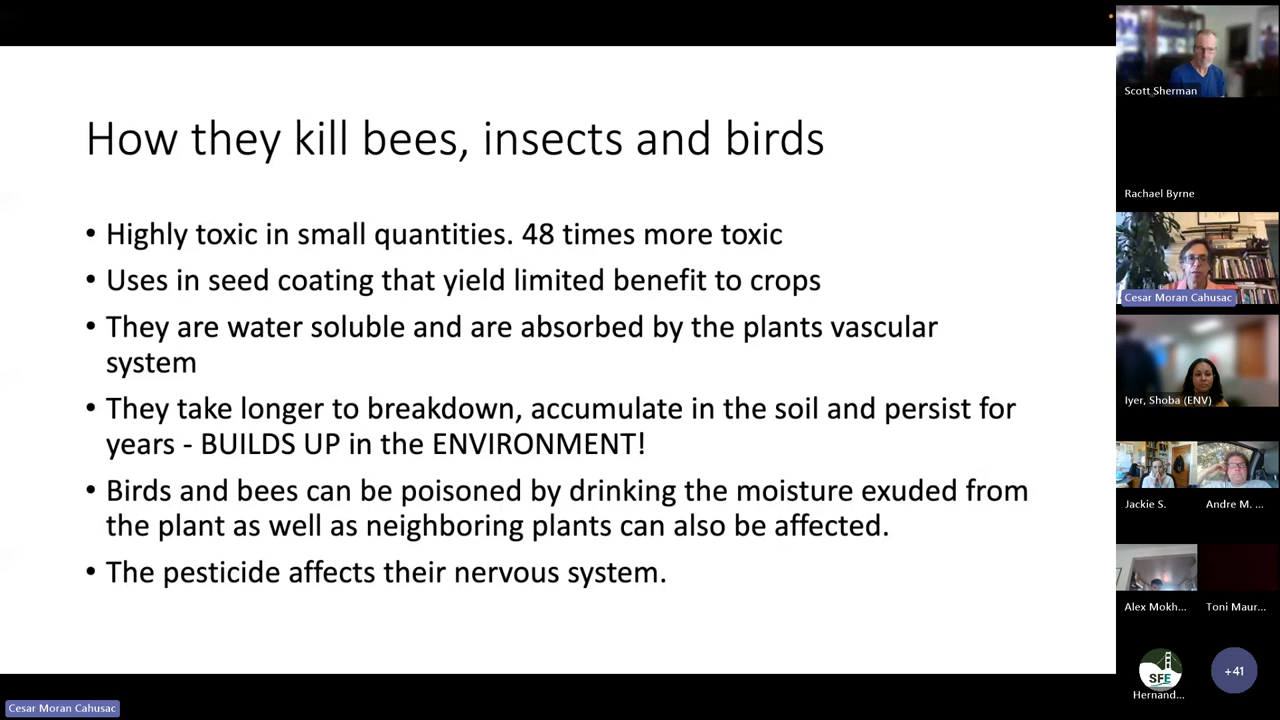 How they kill bees, insects and birds
• Highly toxic in small quantities. 48 times more toxic
• Uses in seed coating that yield limited benefit to crops
• They are water soluble and are absorbed by the plants vascular
system
• They take longer to breakdown, accumulate in the soil and persist for
years - BUILDS UP in the ENVIRONMENT!
• Birds and bees can be poisoned by drinking the moisture exuded from
the plant as well as neighboring plants can also be affected.
• The pesticide affects their nervous system.
Cesar Moran Cahusac
Scott Sherman
Rachael Byrne
Cesar Moran Cahusac
Iyer, Shoba (ENV)
Jackie S.
Andre M. ...
Alex Mokh...
Toni Maur...
SFE
Hernand...
+41